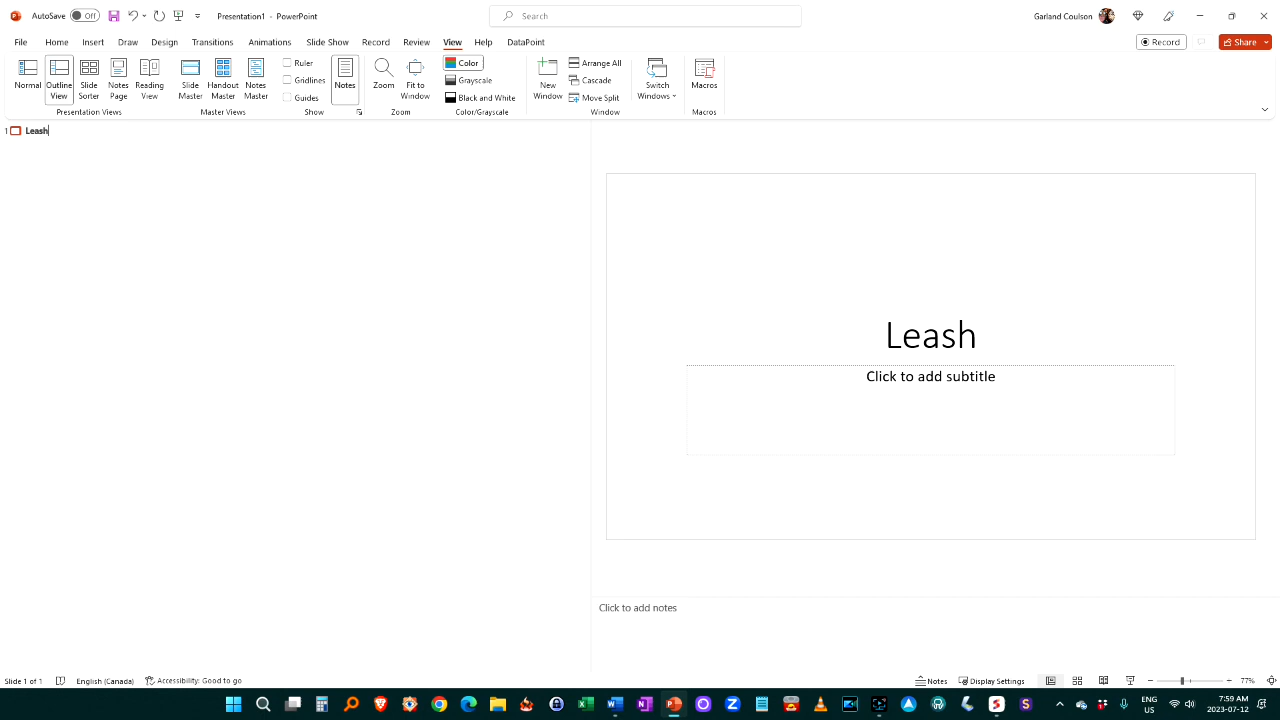 AutoSave Off Presentation1 - PowerPoint Search Garland Coulson
File Home Insert Draw Design Transitions Animations Slide Show Record Review View Help DataPoint Record Share
Normal Outline View Slide Sorter Notes Page Reading View Slide Master Handout Master Notes Master Ruler Gridlines Guides Notes Zoom Fit to Window Color Grayscale Black and White New Window Arrange All Cascade Move Split Switch Windows Macros
Presentation Views Master Views Show Zoom Color/Grayscale Window Macros
1 Leash
Leash
Click to add subtitle
Click to add notes
Slide 1 of 1 English (Canada) Accessibility: Good to go Notes Display Settings 77%
ENG 7:59 AM
US 2023-07-12